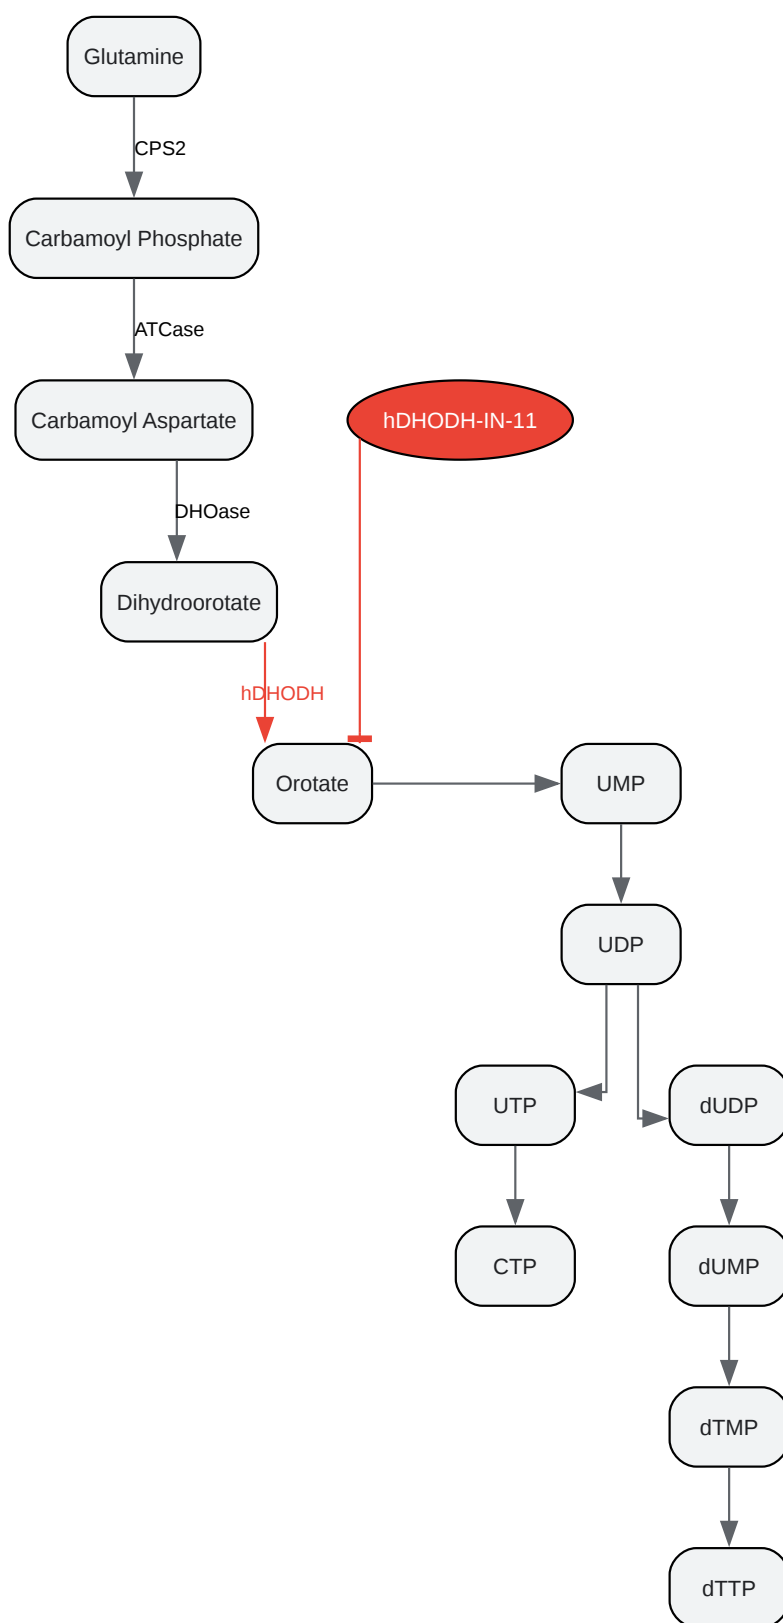 Glutamine
CPS2
Carbamoyl Phosphate
ATCase
Carbamoyl Aspartate
hDHODH-IN-11
DHOase
Dihydroorotate
hDHODH
Orotate
UMP
UDP
UTP
dUDP
CTP
dUMP
dTMP
dTTP